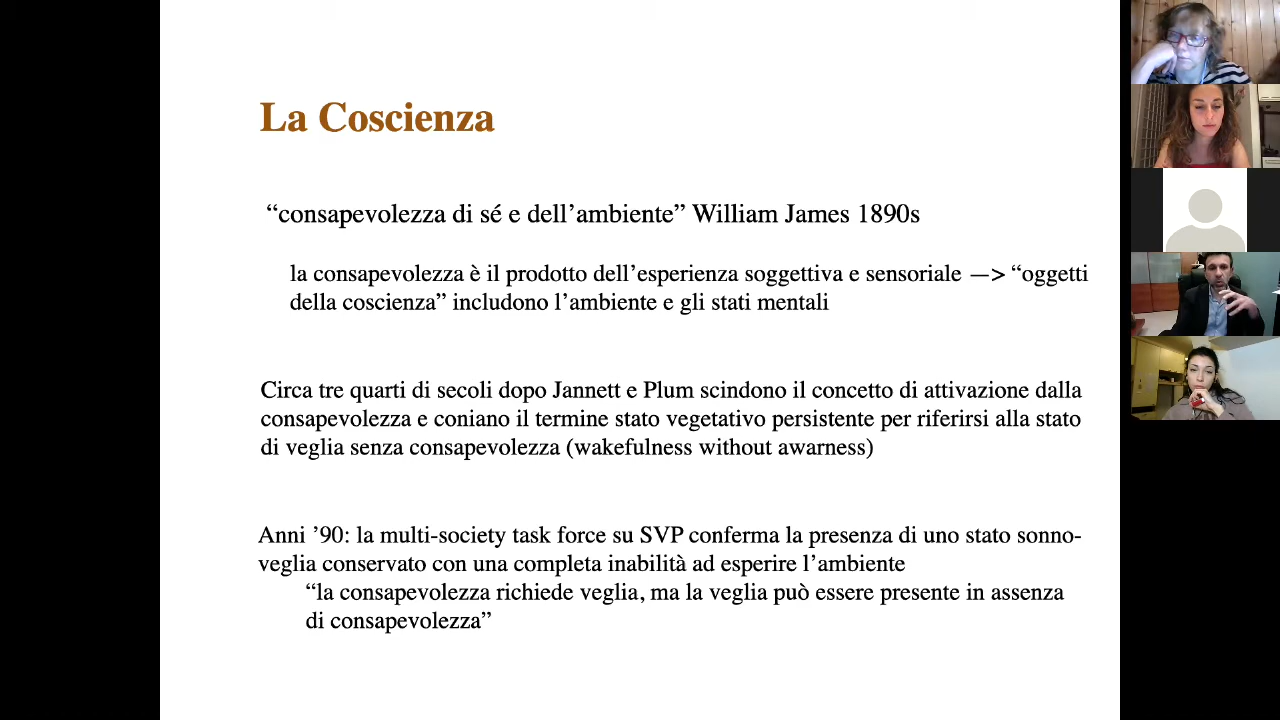 La Coscienza
“consapevolezza di sé e dell’ambiente” William James 1890s
la consapevolezza è il prodotto dell’esperienza soggettiva e sensoriale —> “oggetti
della coscienza” includono l’ambiente e gli stati mentali
Circa tre quarti di secoli dopo Jannett e Plum scindono il concetto di attivazione dalla
consapevolezza e coniano il termine stato vegetativo persistente per riferirsi alla stato
di veglia senza consapevolezza (wakefulness without awarness)
Anni ’90: la multi-society task force su SVP conferma la presenza di uno stato sonno-
veglia conservato con una completa inabilità ad esperire l’ambiente
“la consapevolezza richiede veglia, ma la veglia può essere presente in assenza
di consapevolezza”